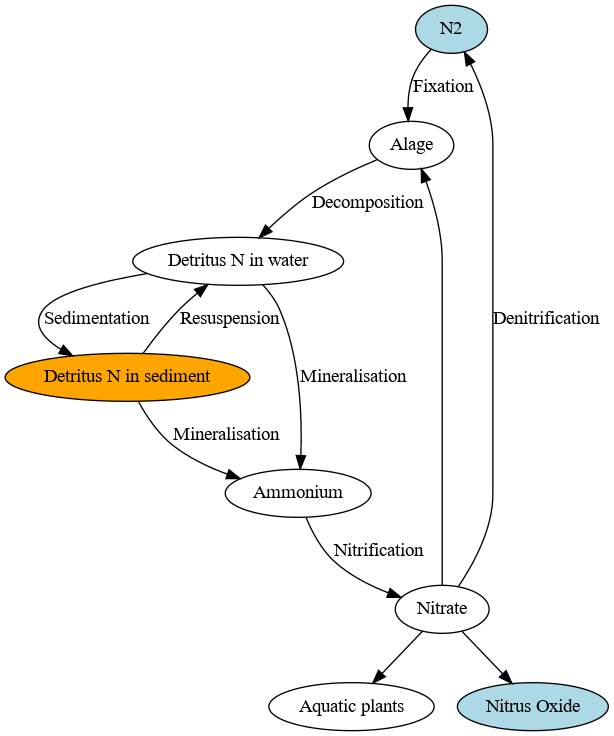 N2
Fixation
Alage
Decomposition
Detritus N in water
Sedimentation
Resuspension
Denitrification
Detritus N in sediment
Mineralisation
Mineralisation
Ammonium
Nitrification
Nitrate
Aquatic plants
Nitrus Oxide